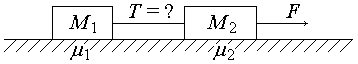 M₁ T = ? M₂ F
μ₁ μ₂